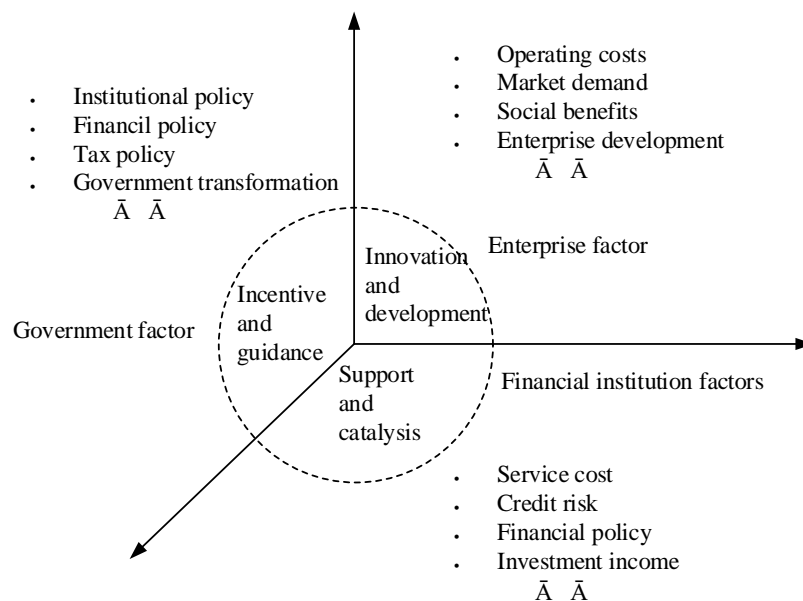 • Institutional policy
• Financil policy
• Tax policy
• Government transformation
Ā Ā
• Operating costs
• Market demand
• Social benefits
• Enterprise development
Ā Ā
Enterprise factor
Innovation
and
development
Incentive
and
guidance
Government factor
Support
and
catalysis
Financial institution factors
• Service cost
• Credit risk
• Financial policy
• Investment income
Ā Ā